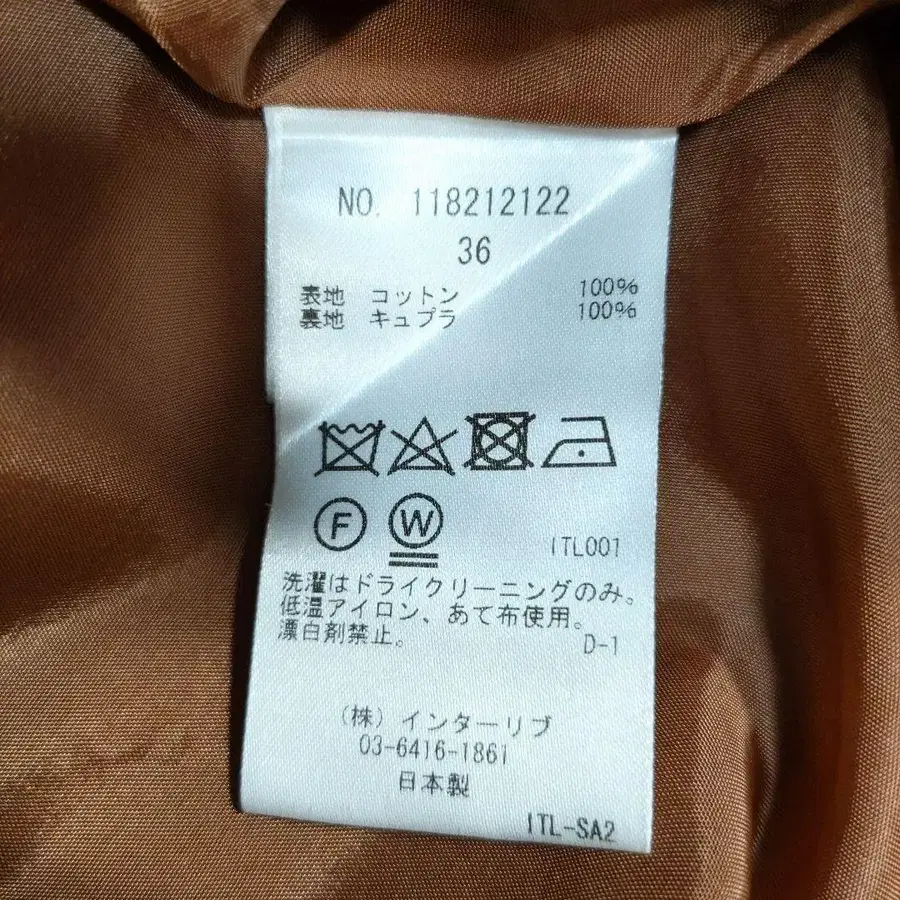 NO. 118212122
36
表地 コットン 100%
裏地 キュプラ 100%
F W ITL001
洗濯はドライクリーニングのみ。
低温アイロン、あて布使用。
漂白剤禁止。 D-1
(株)インターリブ
03-6416-1861
日本製
ITL-SA2